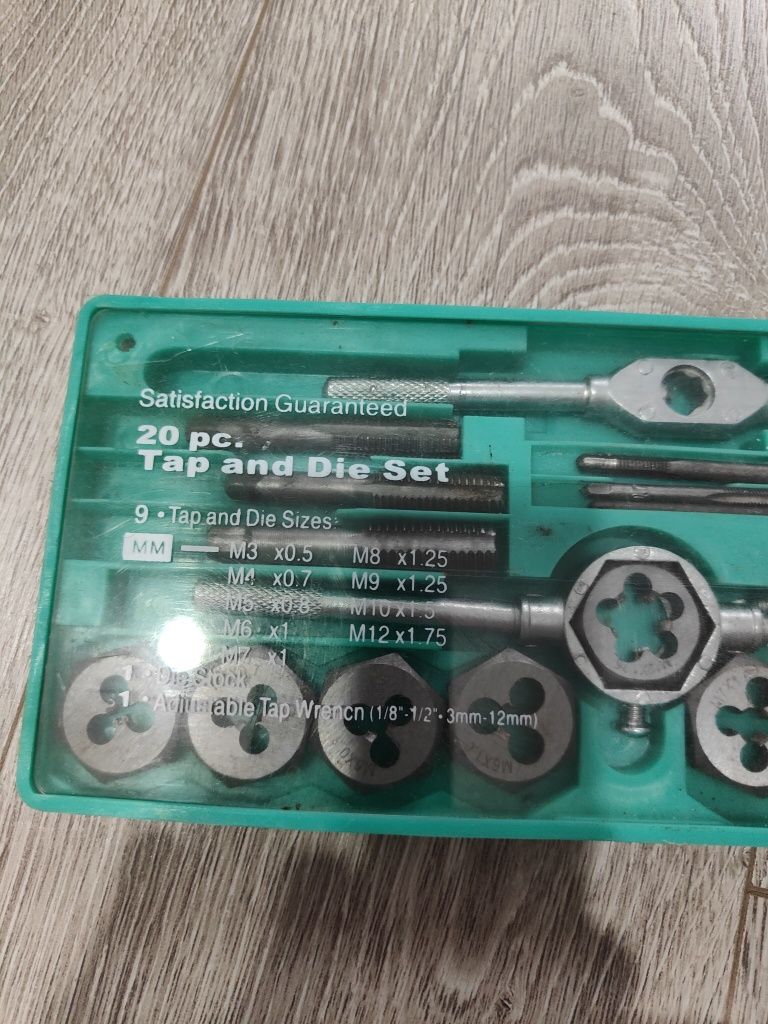 Satisfaction Guaranteed
20 pc.
Tap and Die Set
9 • Tap and Die Sizes:
MM — M3 x0.5 M8 x1.25
M4 x0.7 M9 x1.25
M5 x0.8 M10 x1.5
M6 x1 M12 x1.75
M7 x1
1 • Die Stock
1 • Adjustable Tap Wrench (1/8"-1/2" • 3mm-12mm)
M6X1